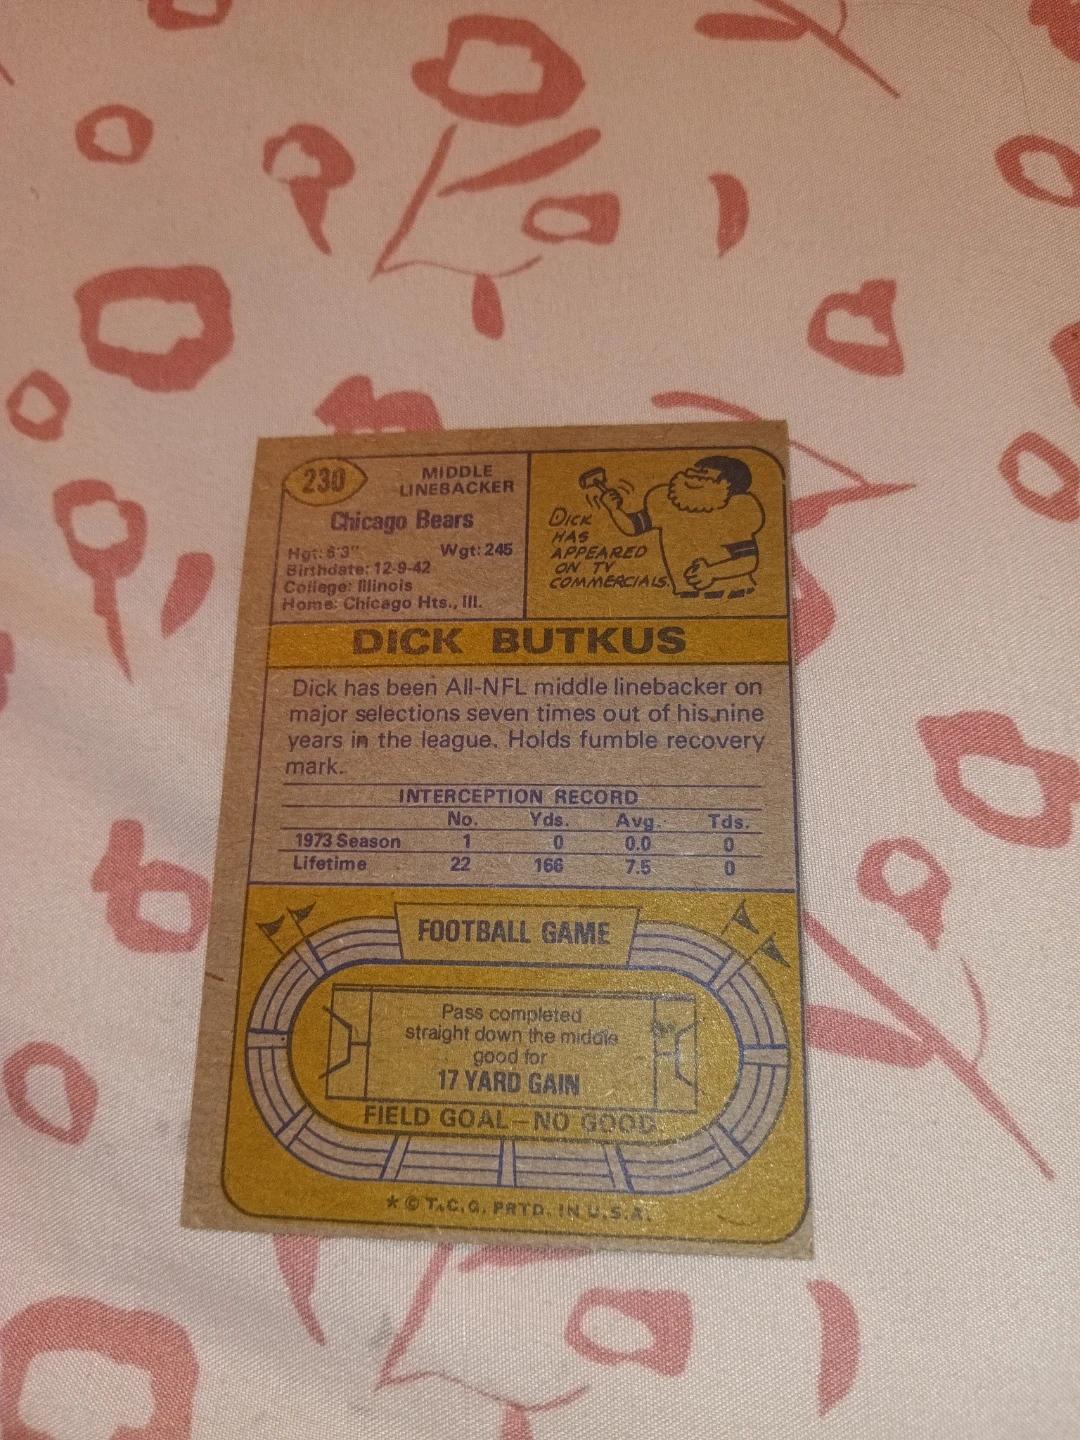 230
MIDDLE
LINEBACKER
Chicago Bears
Hgt: 6'3" Wgt: 245
Birthdate: 12-9-42
College: Illinois
Home: Chicago Hts., Ill.
DICK
HAS
APPEARED
ON TV
COMMERCIALS.
DICK BUTKUS
Dick has been All-NFL middle linebacker on
major selections seven times out of his nine
years in the league. Holds fumble recovery
mark.
INTERCEPTION RECORD
No. Yds. Avg. Tds.
1973 Season 1 0 0.0 0
Lifetime 22 166 7.5 0
FOOTBALL GAME
Pass completed
straight down the middle
good for
17 YARD GAIN
FIELD GOAL—NO GOOD
* © T.C.G. PRTD. IN U.S.A.